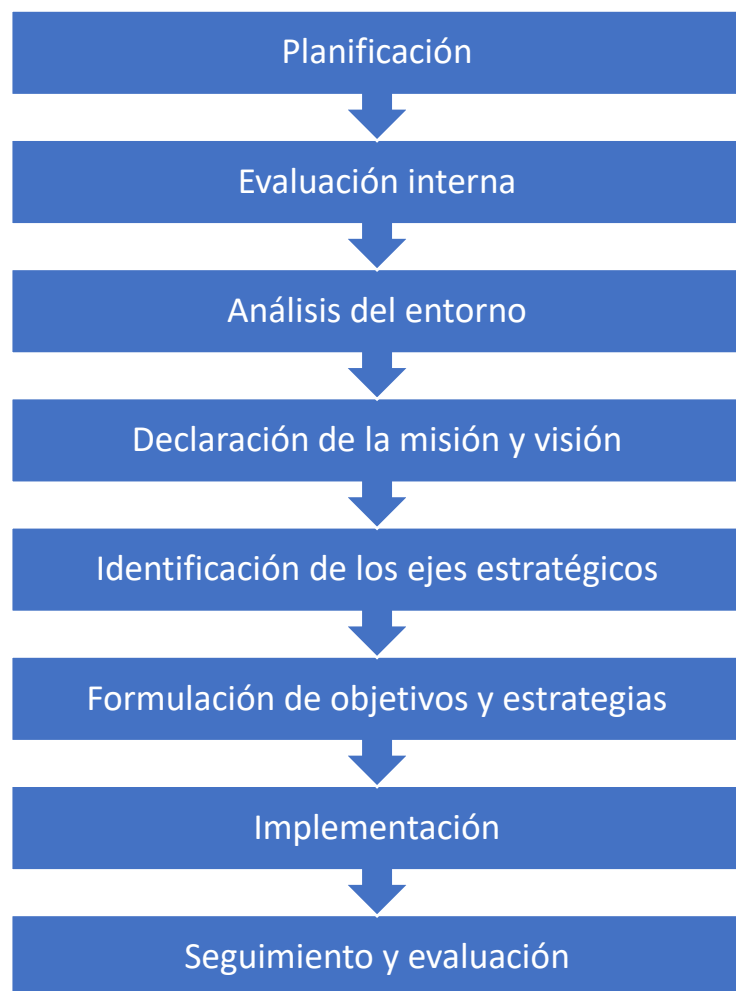 Planificación
Evaluación interna
Análisis del entorno
Declaración de la misión y visión
Identificación de los ejes estratégicos
Formulación de objetivos y estrategias
Implementación
Seguimiento y evaluación